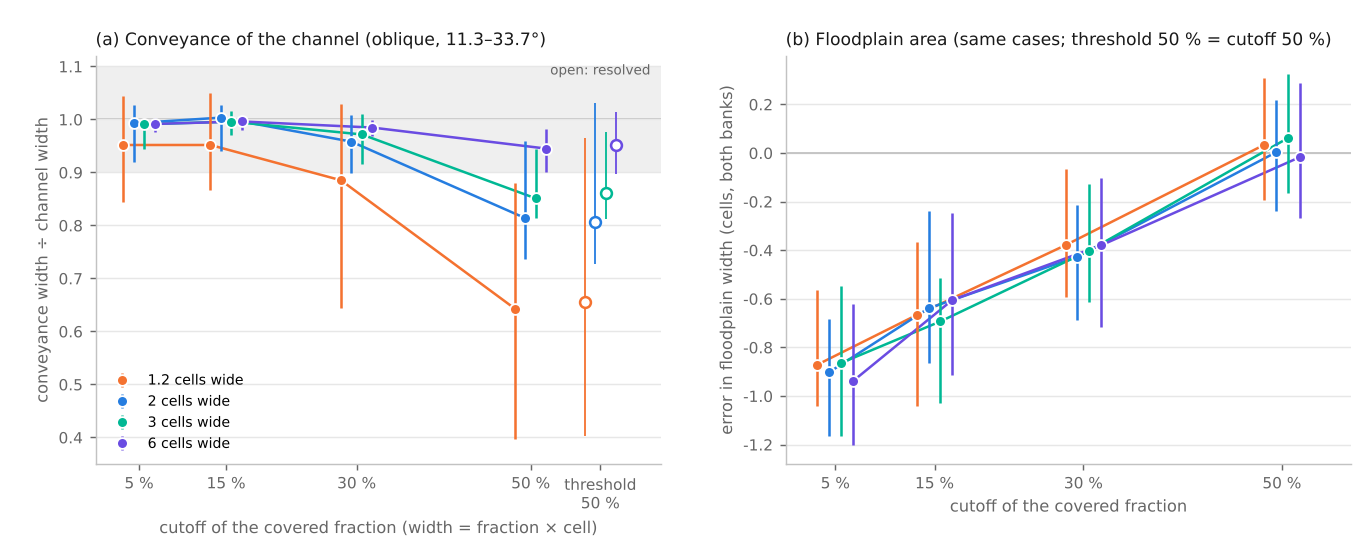 (a) Conveyance of the channel (oblique, 11.3–33.7°)
open: resolved
1.1
1.0
0.9
0.8
0.7
0.6
0.5
0.4
conveyance width ÷ channel width
1.2 cells wide
2 cells wide
3 cells wide
6 cells wide
5 %
15 %
30 %
50 %
threshold
50 %
cutoff of the covered fraction (width = fraction × cell)
(b) Floodplain area (same cases; threshold 50 % = cutoff 50 %)
0.2
0.0
-0.2
-0.4
-0.6
-0.8
-1.0
-1.2
error in floodplain width (cells, both banks)
5 %
15 %
30 %
50 %
cutoff of the covered fraction